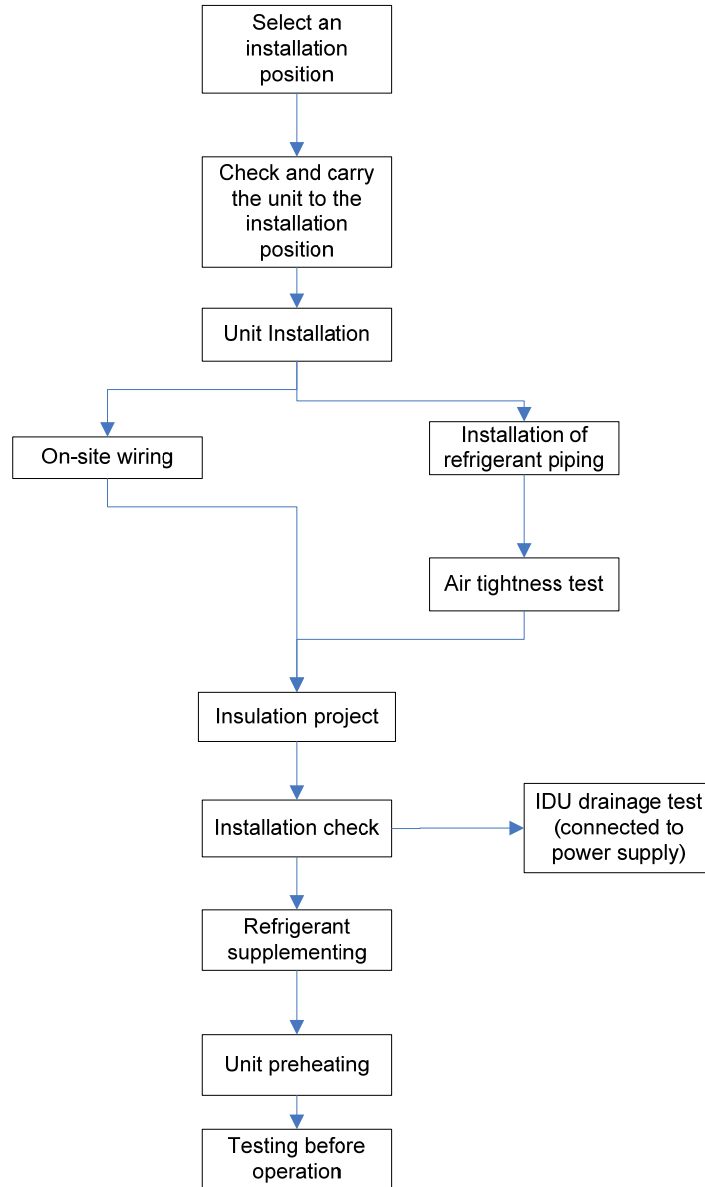 Select an
installation
position
Check and carry
the unit to the
installation
position
Unit Installation
On-site wiring
Installation of
refrigerant piping
Air tightness test
Insulation project
Installation check
IDU drainage test
(connected to
power supply)
Refrigerant
supplementing
Unit preheating
Testing before
operation